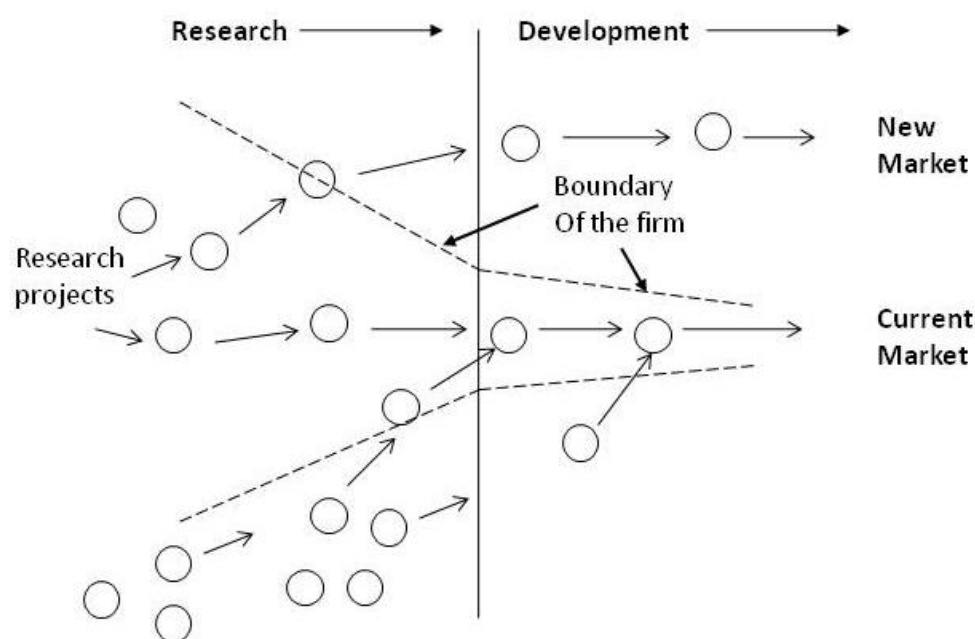 Research
Development
New
Market
Boundary
Of the firm
Research
projects
Current
Market